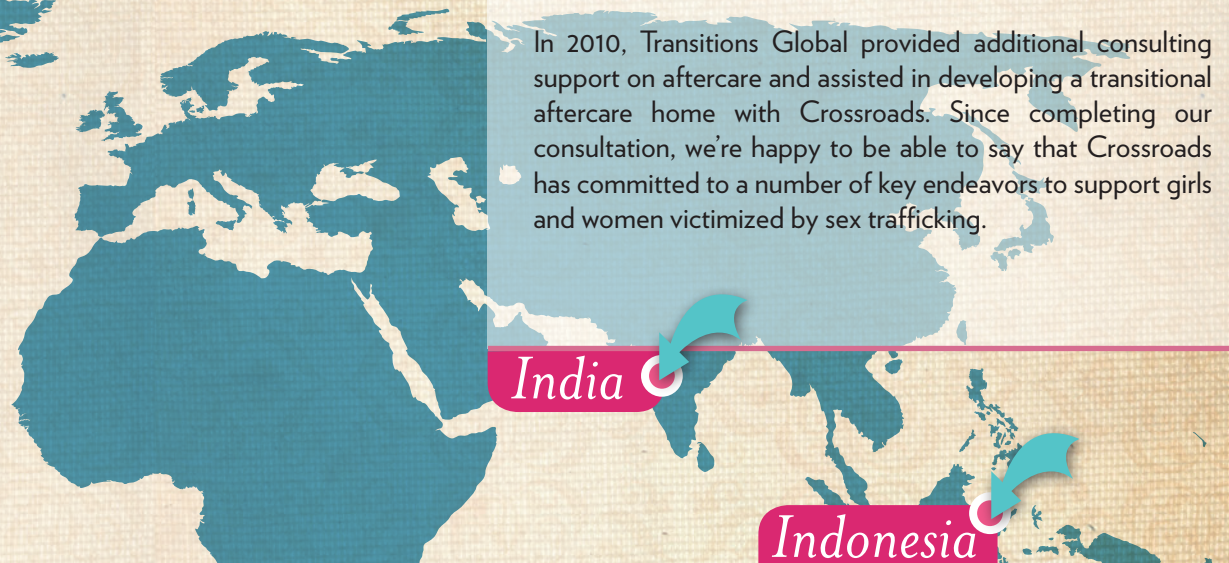 In 2010, Transitions Global provided additional consulting
support on aftercare and assisted in developing a transitional
aftercare home with Crossroads. Since completing our
consultation, we're happy to be able to say that Crossroads
has committed to a number of key endeavors to support girls
and women victimized by sex trafficking.
India
Indonesia